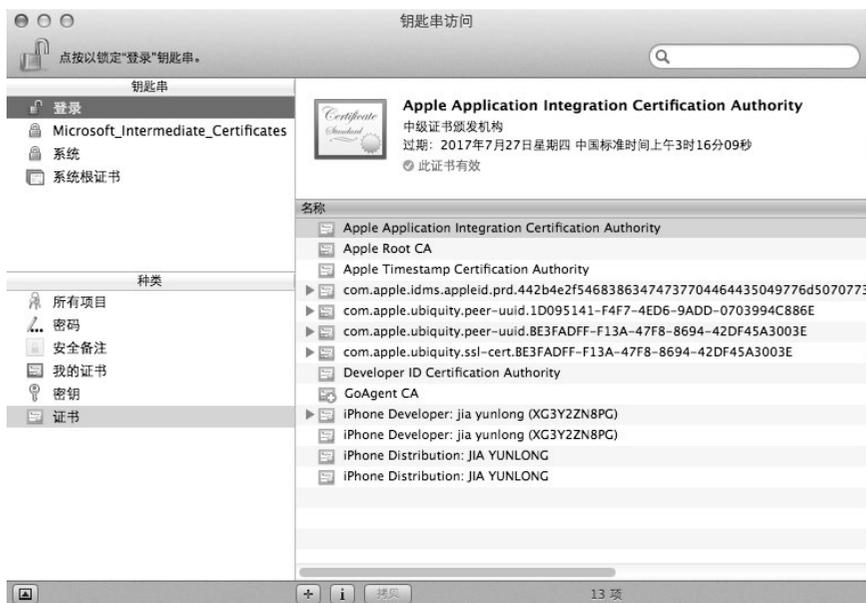 钥匙串访问
点按以锁定“登录”钥匙串。
钥匙串
登录
Microsoft_Intermediate_Certificates
系统
系统根证书
种类
所有项目
密码
安全备注
我的证书
密钥
证书
Certificate
Standard
Apple Application Integration Certification Authority
中级证书颁发机构
过期：2017年7月27日星期四 中国标准时间上午3时16分09秒
此证书有效
名称
Apple Application Integration Certification Authority
Apple Root CA
Apple Timestamp Certification Authority
com.apple.idms.appleid.prd.442b4e2f54683863474737704464435049776d5070773
com.apple.ubiquity.peer-uuid.1D095141-F4F7-4ED6-9ADD-0703994C886E
com.apple.ubiquity.peer-uuid.BE3FADFF-F13A-47F8-8694-42DF45A3003E
com.apple.ubiquity.ssl-cert.BE3FADFF-F13A-47F8-8694-42DF45A3003E
Developer ID Certification Authority
GoAgent CA
iPhone Developer: jia yunlong (XG3Y2ZN8PG)
iPhone Developer: jia yunlong (XG3Y2ZN8PG)
iPhone Distribution: JIA YUNLONG
iPhone Distribution: JIA YUNLONG
拷贝
13 项